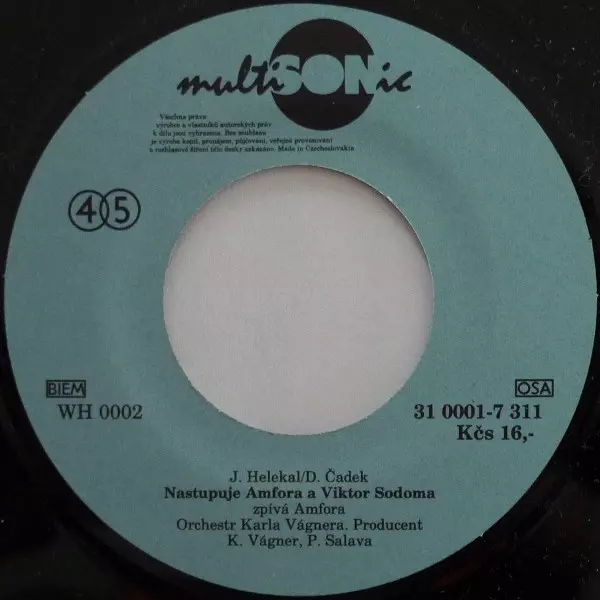 multiSONic
Všechna práva
výrobce a vlastníků autorských práv
k dílu jsou vyhrazena. Bez souhlasu
je výroba kopií, pronájem, půjčování, veřejné provozování
a rozhlasové šíření této desky zakázáno. Made in Czechoslovakia
45
BIEM
OSA
WH 0002
31 0001-7 311
Kčs 16,-
J. Helekal/D. Čadek
Nastupuje Amfora a Viktor Sodoma
zpívá Amfora
Orchestr Karla Vágnera. Producent
K. Vágner, P. Salava